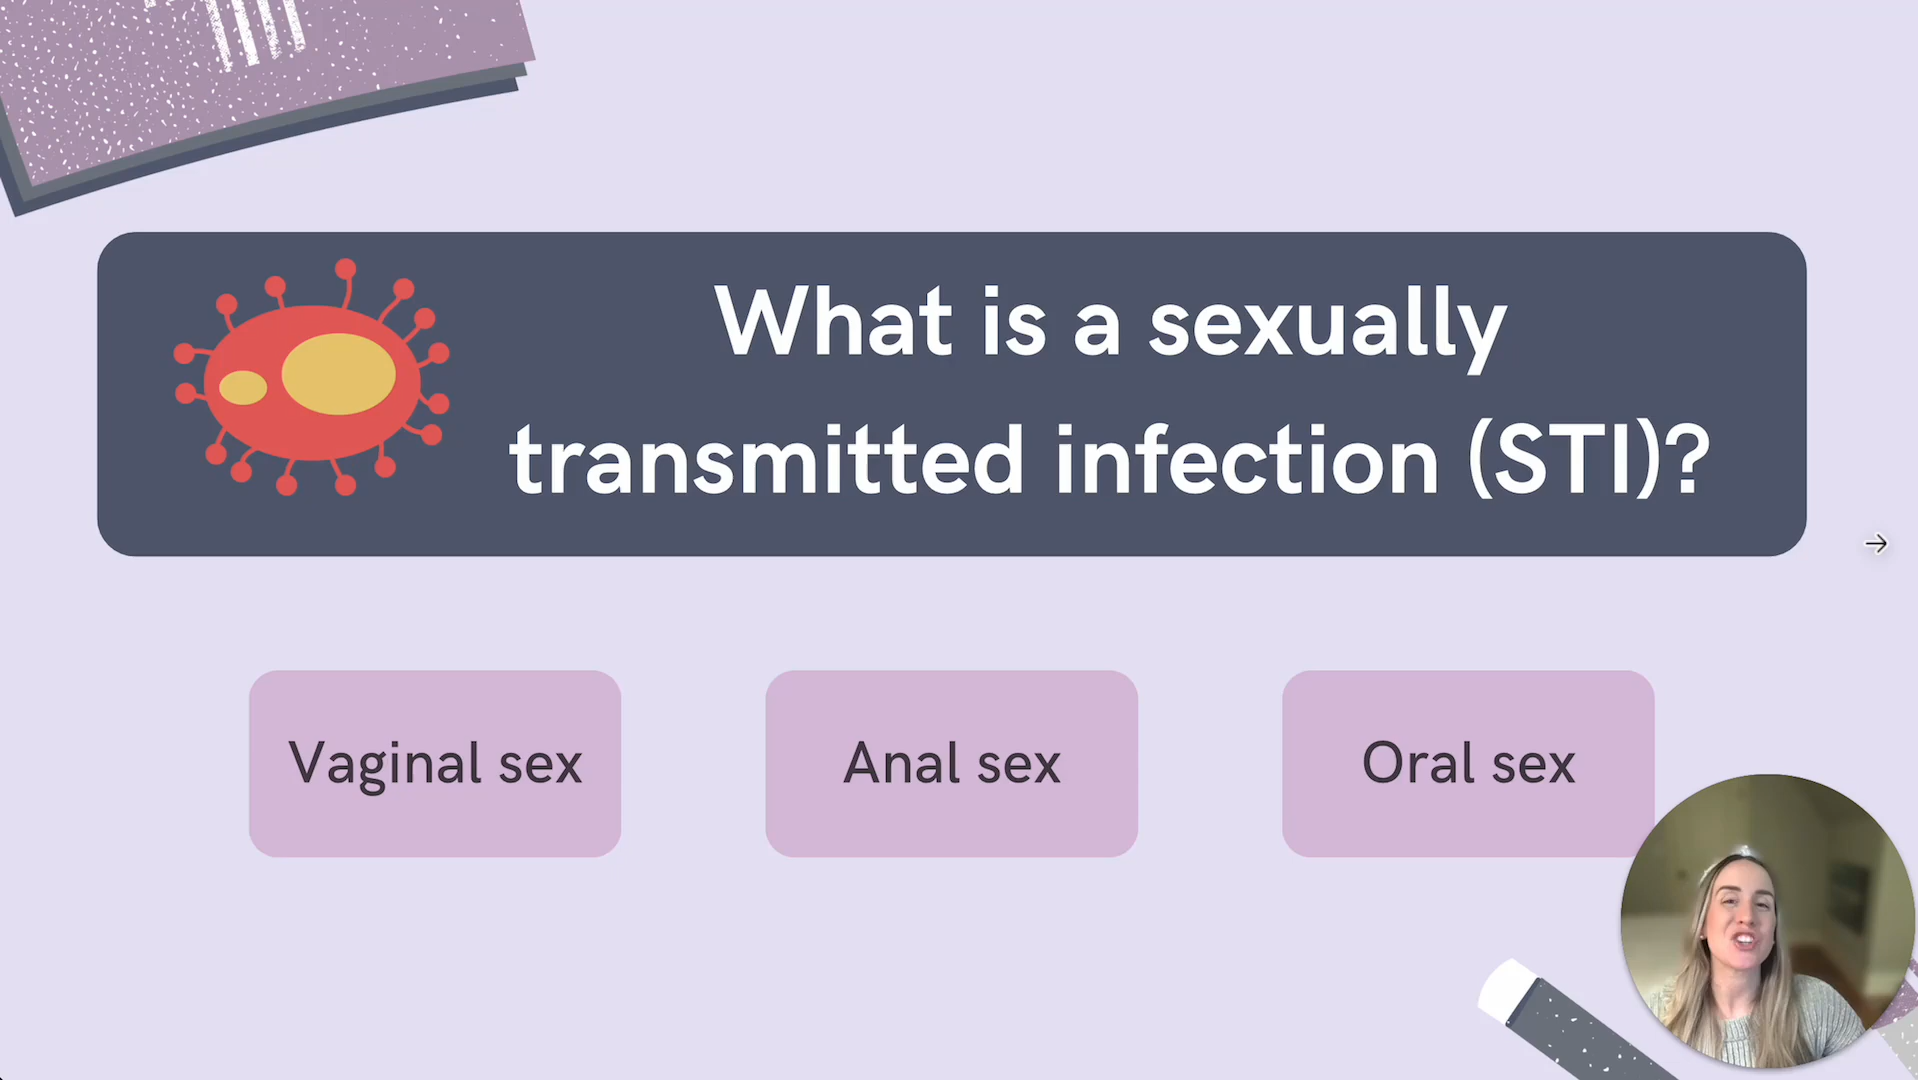 What is a sexually
transmitted infection (STI)?
Vaginal sex
Anal sex
Oral sex